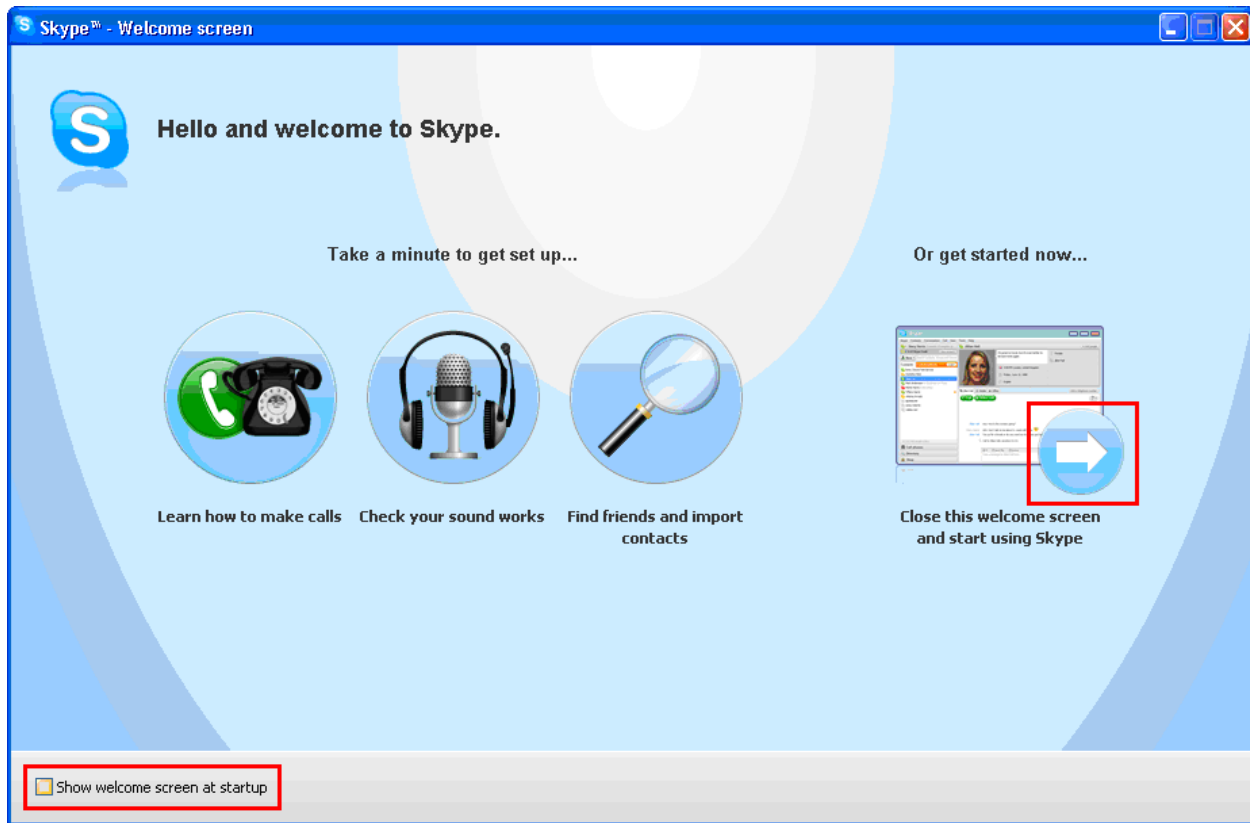 Skype™ - Welcome screen
Hello and welcome to Skype.
Take a minute to get set up...
Or get started now...
Learn how to make calls
Check your sound works
Find friends and import
contacts
Close this welcome screen
and start using Skype
Show welcome screen at startup